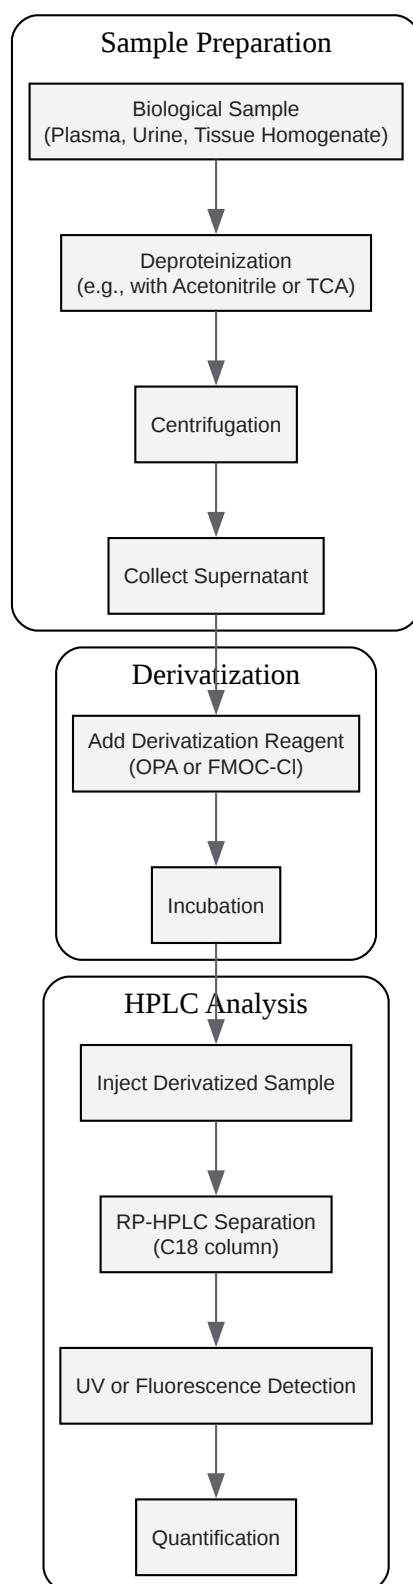 Sample Preparation
Biological Sample
(Plasma, Urine, Tissue Homogenate)
Deproteinization
(e.g., with Acetonitrile or TCA)
Centrifugation
Collect Supernatant
Derivatization
Add Derivatization Reagent
(OPA or FMOC-Cl)
Incubation
HPLC Analysis
Inject Derivatized Sample
RP-HPLC Separation
(C18 column)
UV or Fluorescence Detection
Quantification